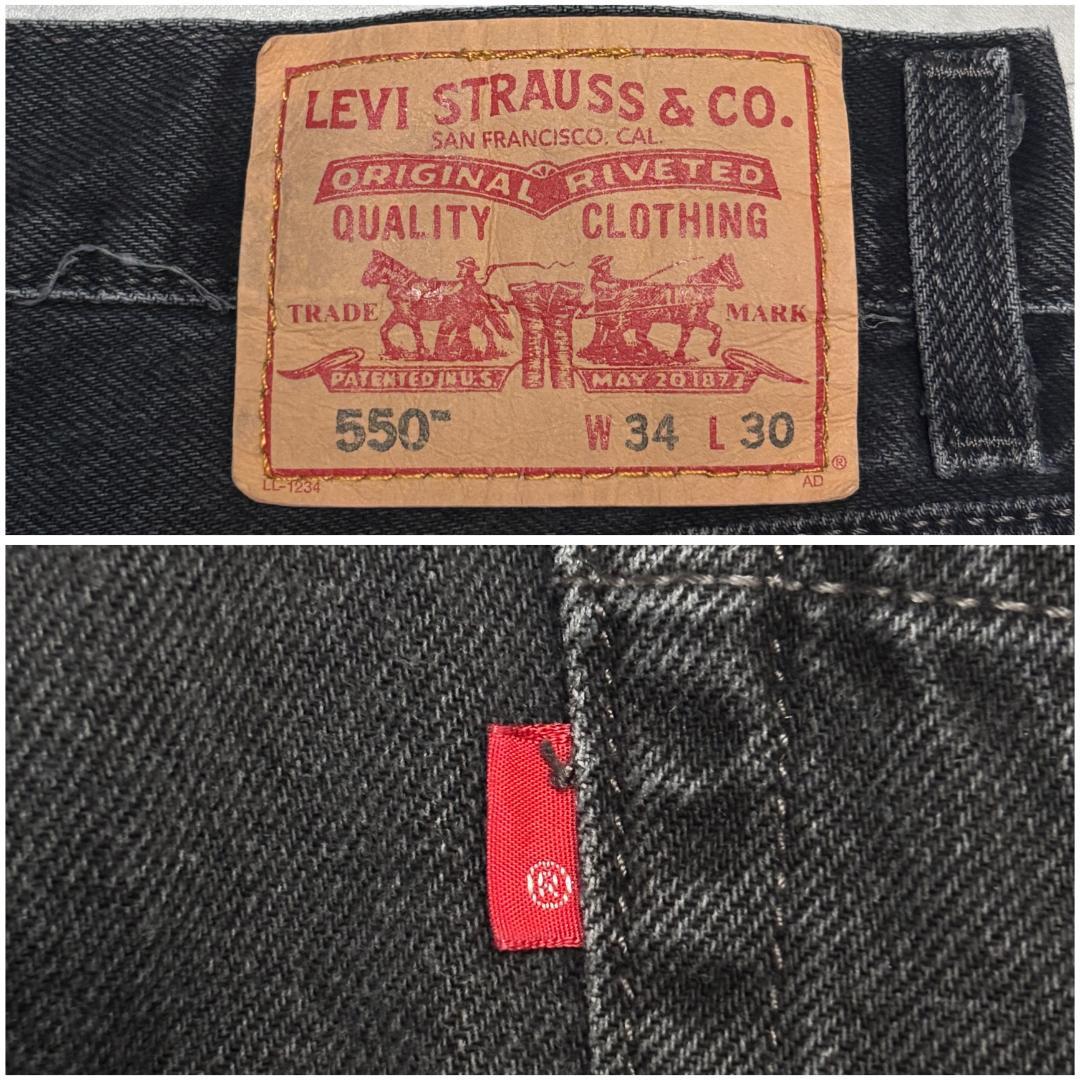 LEVI STRAUSS & CO.
SAN FRANCISCO, CAL.
ORIGINAL RIVETED
QUALITY CLOTHING
TRADE MARK
PATENTED IN U.S. MAY 20 1873
550™ W 34 L 30
®
LL-1234 AD
®